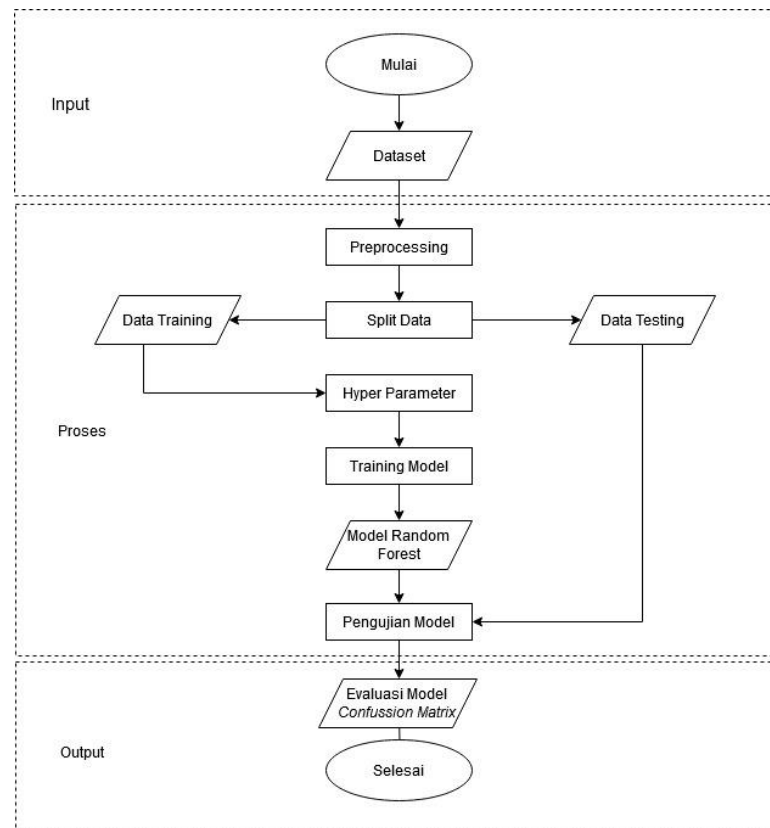 Mulai
Input
Dataset
Preprocessing
Data Training
Split Data
Data Testing
Hyper Parameter
Proses
Training Model
Model Random
Forest
Pengujian Model
Evaluasi Model
Confussion Matrix
Output
Selesai